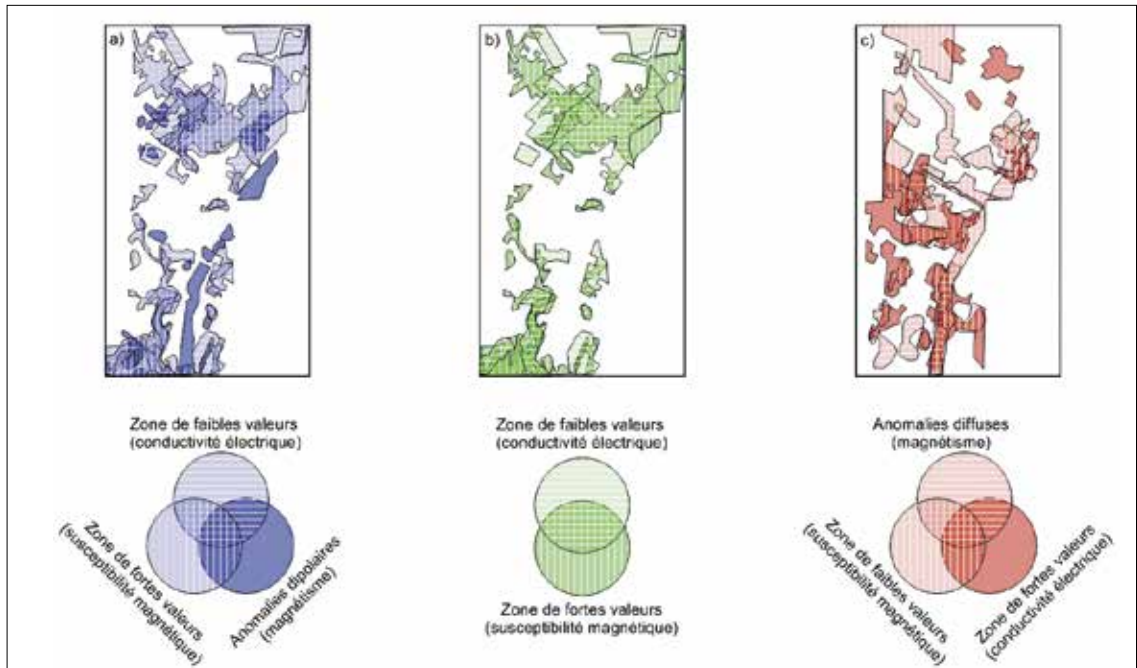 a)
b)
c)
Zone de faibles valeurs
(conductivité électrique)
Zone de fortes valeurs
(susceptibilité magnétique)
Anomalies dipolaires
(magnétisme)
Zone de faibles valeurs
(conductivité électrique)
Zone de fortes valeurs
(susceptibilité magnétique)
Anomalies diffuses
(magnétisme)
Zone de faibles valeurs
(susceptibilité magnétique)
Zone de fortes valeurs
(conductivité électrique)